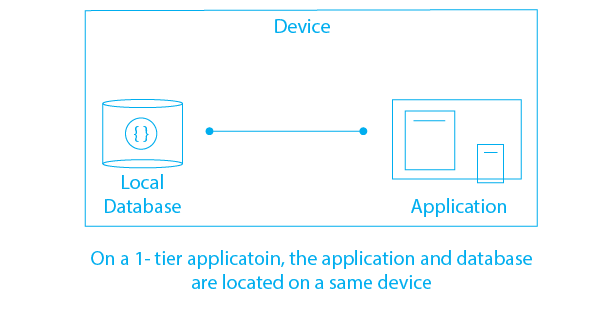 Device
{ }
Local
Database
Application
On a 1- tier applicatoin, the application and database
are located on a same device